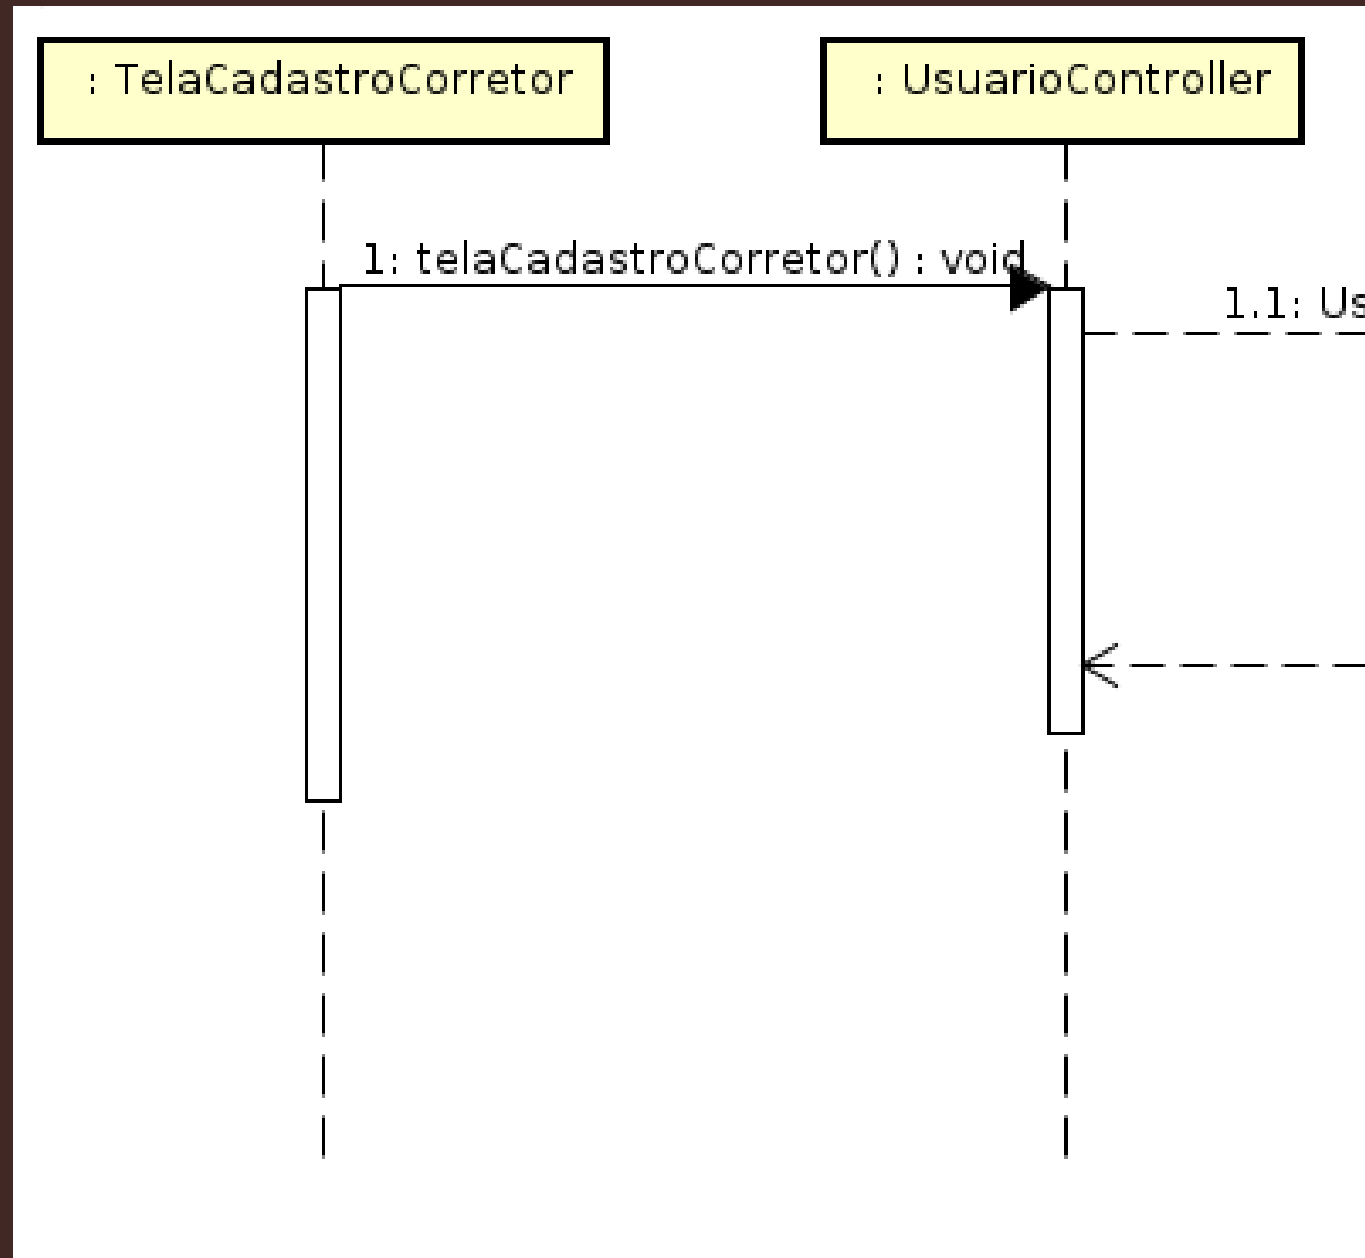 : TelaCadastroCorretor
: UsuarioController
1: telaCadastroCorretor() : void
1.1: Us